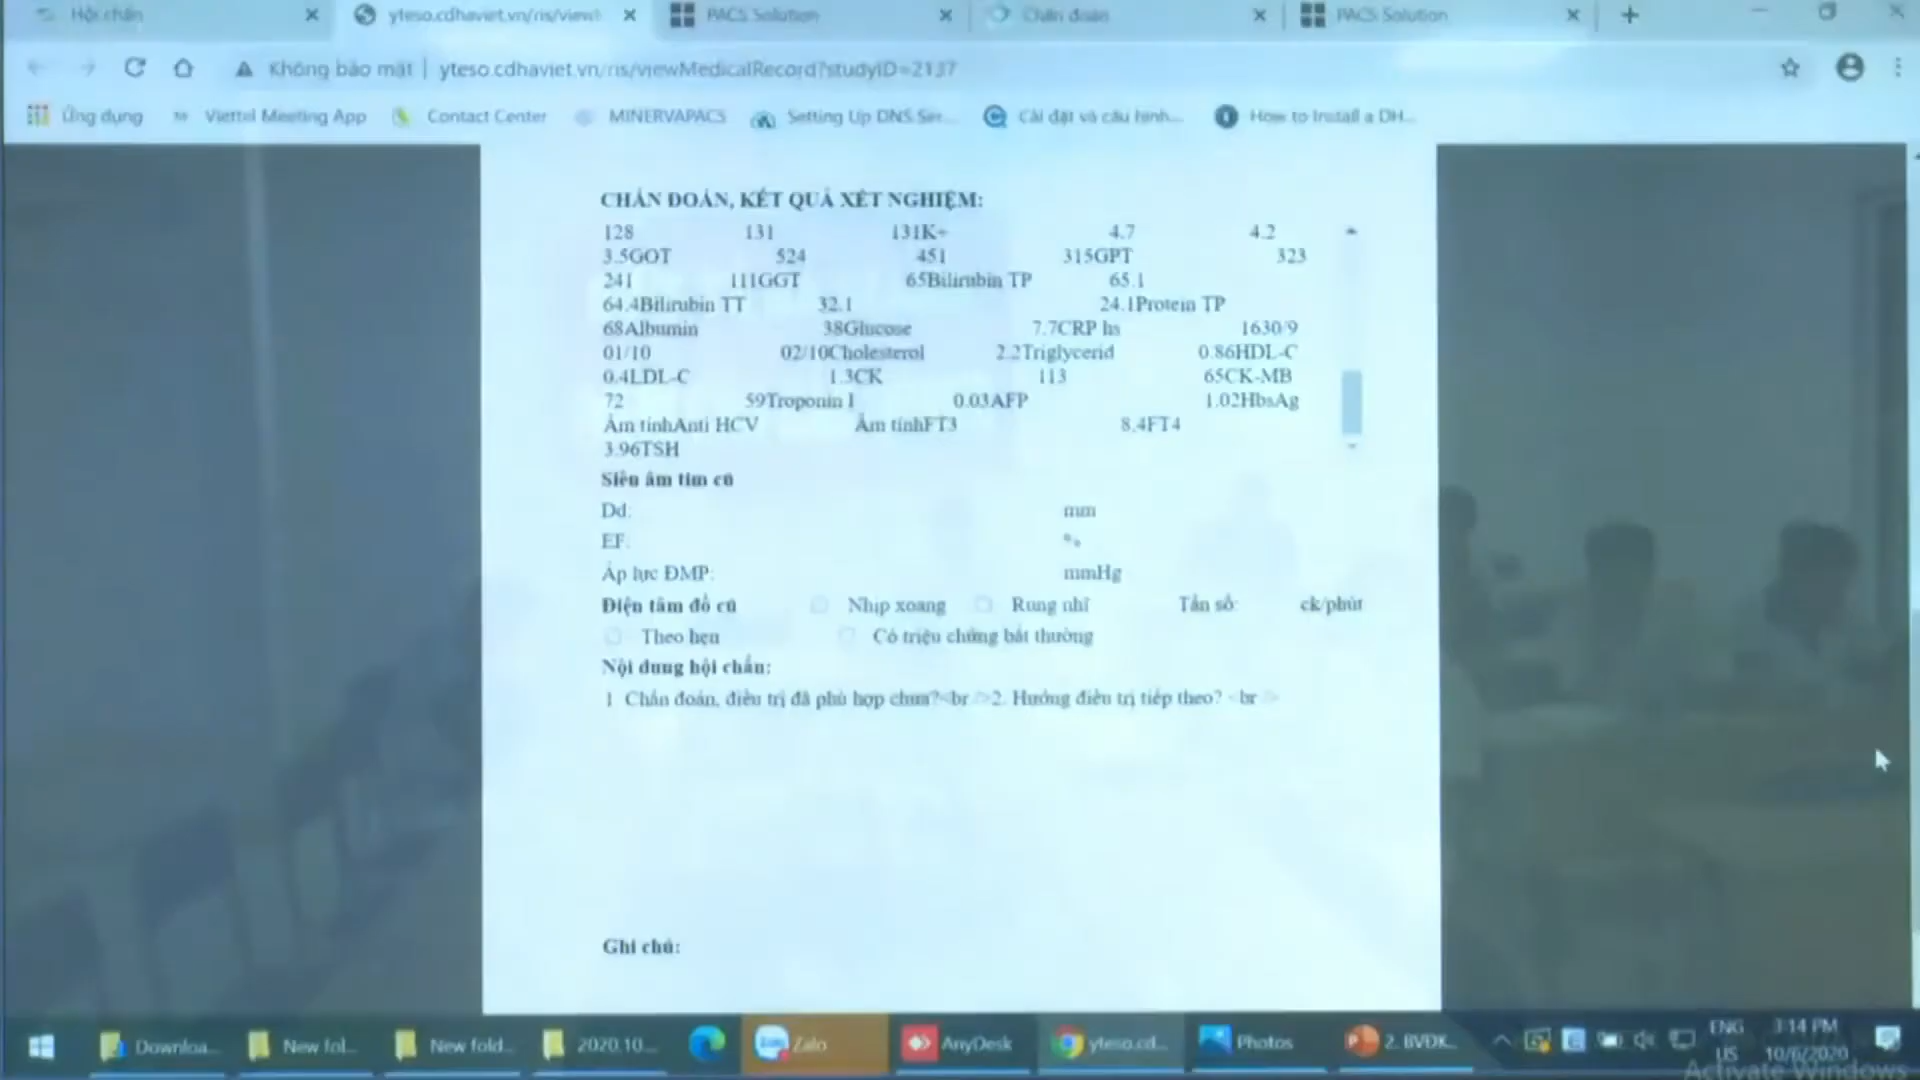 Hội chẩn
yteso.cdhaviet.vn/ris/view
PACS Solution
Chẩn đoán
PACS Solution
Không bảo mật | yteso.cdhaviet.vn/ris/viewMedicalRecord?studyID=2137
Ứng dụng Viettel Meeting App Contact Center MINERVAPACS Setting Up DNS Ser... Cài đặt và cấu hình... How to Install a DH...
CHẨN ĐOÁN, KẾT QUẢ XÉT NGHIỆM:
128 131 131K+ 4.7 4.2
3.5GOT 524 451 315GPT 323
241 111GGT 65Bilirubin TP 65.1
64.4Bilirubin TT 32.1 24.1Protein TP
68Albumin 38Glucose 7.7CRP hs 1630/9
01/10 02/10Cholesterol 2.2Triglycerid 0.86HDL-C
0.4LDL-C 1.3CK 113 65CK-MB
72 59Troponin I 0.03AFP 1.02HbsAg
Âm tínhAnti HCV Âm tínhFT3 8.4FT4
3.96TSH
Siêu âm tim cũ
Dd: mm
EF: %
Áp lực ĐMP: mmHg
Điện tâm đồ cũ Nhịp xoang Rung nhĩ Tần số: ck/phút
Theo hẹn Có triệu chứng bất thường
Nội dung hội chẩn:
1. Chẩn đoán, điều trị đã phù hợp chưa?<br />2. Hướng điều trị tiếp theo? <br />
Ghi chú:
Downloa... New fol... New fold... 2020.10.... Zalo AnyDesk yteso.cd... Photos 2. BVĐK... ENG 3:14 PM
US 10/6/2020
Activate Windows